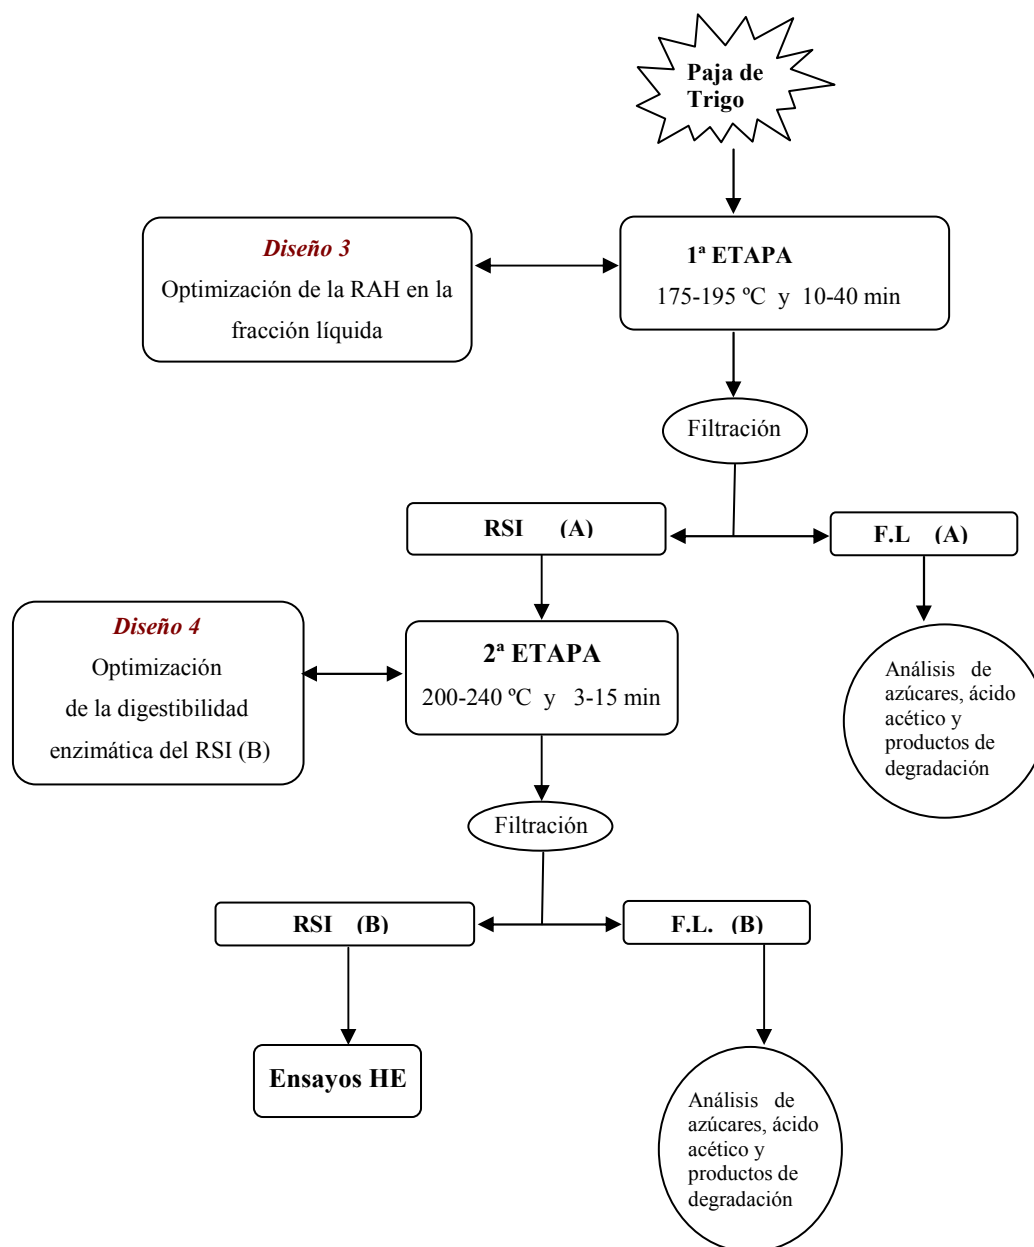 Paja de
Trigo
Diseño 3
Optimización de la RAH en la
fracción líquida
1ª ETAPA
175-195 ºC y 10-40 min
Filtración
RSI (A)
F.L (A)
Diseño 4
Optimización
de la digestibilidad
enzimática del RSI (B)
2ª ETAPA
200-240 ºC y 3-15 min
Análisis de
azúcares, ácido
acético y
productos de
degradación
Filtración
RSI (B)
F.L. (B)
Ensayos HE
Análisis de
azúcares, ácido
acético y
productos de
degradación